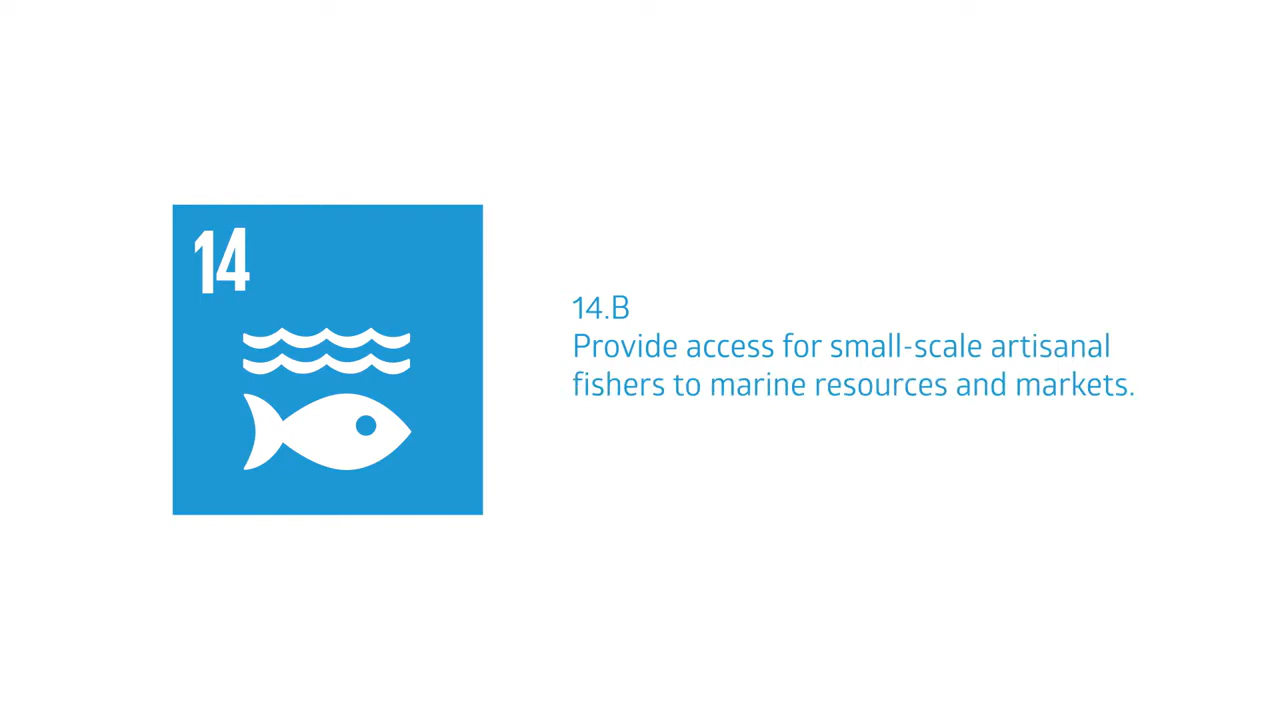 14
14.B
Provide access for small-scale artisanal
fishers to marine resources and markets.